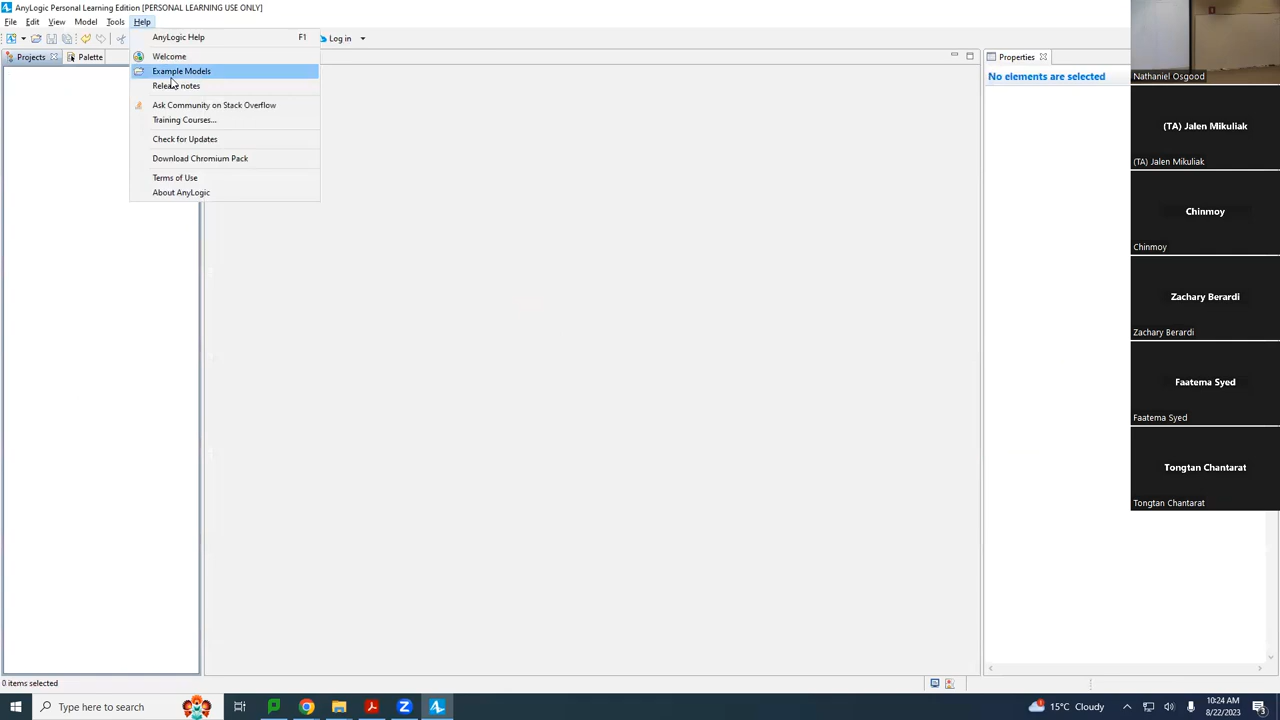 AnyLogic Personal Learning Edition [PERSONAL LEARNING USE ONLY]
File Edit View Model Tools Help
Log in
Projects Palette
AnyLogic Help F1
Welcome
Example Models
Release notes
Ask Community on Stack Overflow
Training Courses...
Check for Updates
Download Chromium Pack
Terms of Use
About AnyLogic
Properties
No elements are selected
Nathaniel Osgood
(TA) Jalen Mikuliak
(TA) Jalen Mikuliak
Chinmoy
Chinmoy
Zachary Berardi
Zachary Berardi
Faatema Syed
Faatema Syed
Tongtan Chantarat
Tongtan Chantarat
0 items selected
Type here to search
15°C Cloudy
10:24 AM
8/22/2023
3